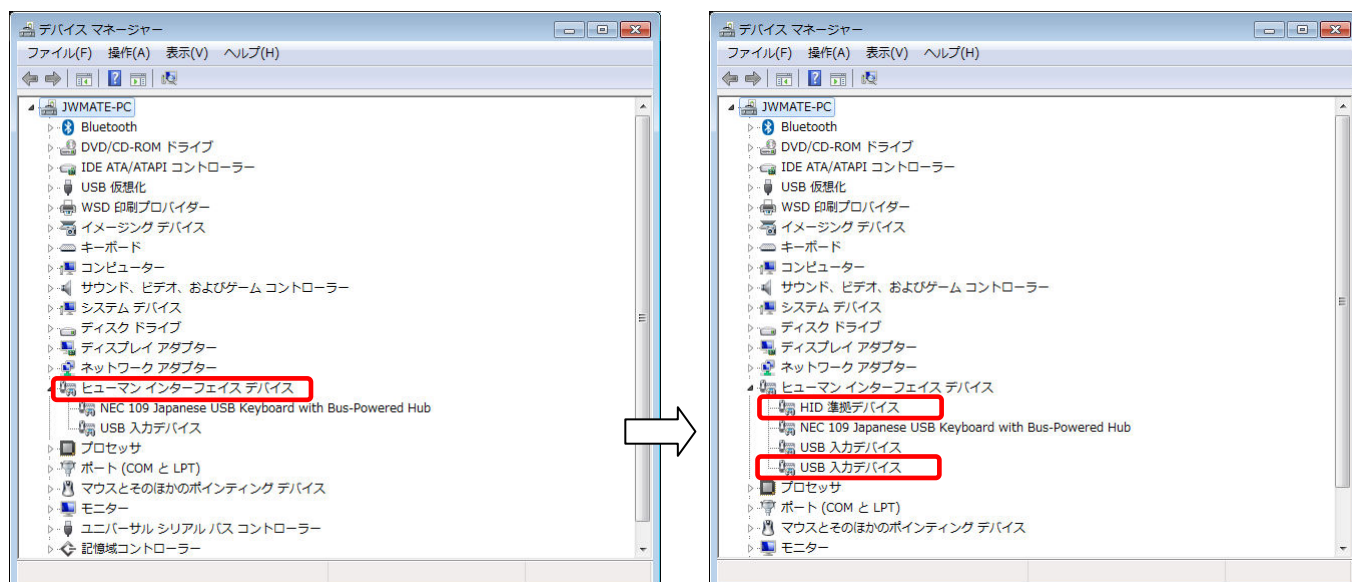 デバイス マネージャー
ファイル(F) 操作(A) 表示(V) ヘルプ(H)
JWMATE-PC
Bluetooth
DVD/CD-ROM ドライブ
IDE ATA/ATAPI コントローラー
USB 仮想化
WSD 印刷プロバイダー
イメージング デバイス
キーボード
コンピューター
サウンド、ビデオ、およびゲーム コントローラー
システム デバイス
ディスク ドライブ
ディスプレイ アダプター
ネットワーク アダプター
ヒューマン インターフェイス デバイス
NEC 109 Japanese USB Keyboard with Bus-Powered Hub
USB 入力デバイス
プロセッサ
ポート (COM と LPT)
マウスとそのほかのポインティング デバイス
モニター
ユニバーサル シリアル バス コントローラー
記憶域コントローラー
デバイス マネージャー
ファイル(F) 操作(A) 表示(V) ヘルプ(H)
JWMATE-PC
Bluetooth
DVD/CD-ROM ドライブ
IDE ATA/ATAPI コントローラー
USB 仮想化
WSD 印刷プロバイダー
イメージング デバイス
キーボード
コンピューター
サウンド、ビデオ、およびゲーム コントローラー
システム デバイス
ディスク ドライブ
ディスプレイ アダプター
ネットワーク アダプター
ヒューマン インターフェイス デバイス
HID 準拠デバイス
NEC 109 Japanese USB Keyboard with Bus-Powered Hub
USB 入力デバイス
USB 入力デバイス
プロセッサ
ポート (COM と LPT)
マウスとそのほかのポインティング デバイス
モニター